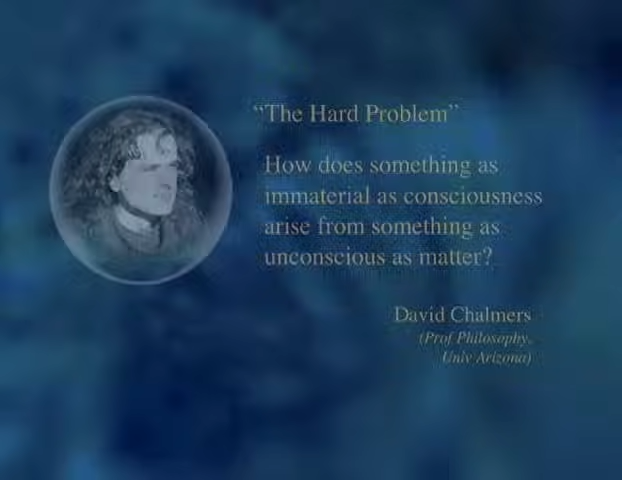 “The Hard Problem”
How does something as
immaterial as consciousness
arise from something as
unconscious as matter?
David Chalmers
(Prof Philosophy,
Univ Arizona)